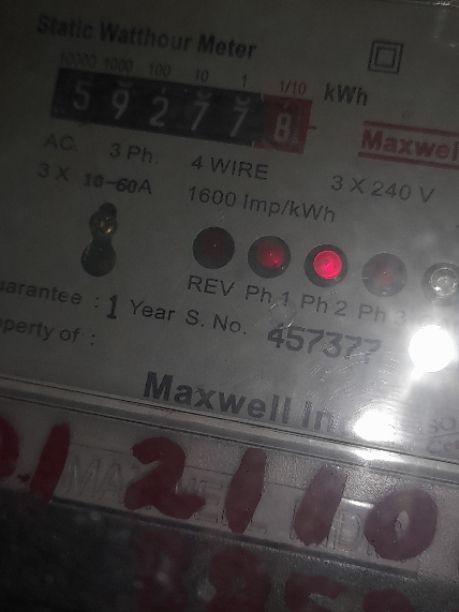 Static Watthour Meter
10000 1000 100 10 1 1/10
5 9 2 7 7 8 kWh
AC. 3 Ph. 4 WIRE
Maxwel
3 X 10-60A
3 X 240 V
1600 Imp/kWh
REV Ph 1 Ph 2 Ph 3
uarantee : 1 Year S. No. 457377
operty of :
Maxwell In
2110